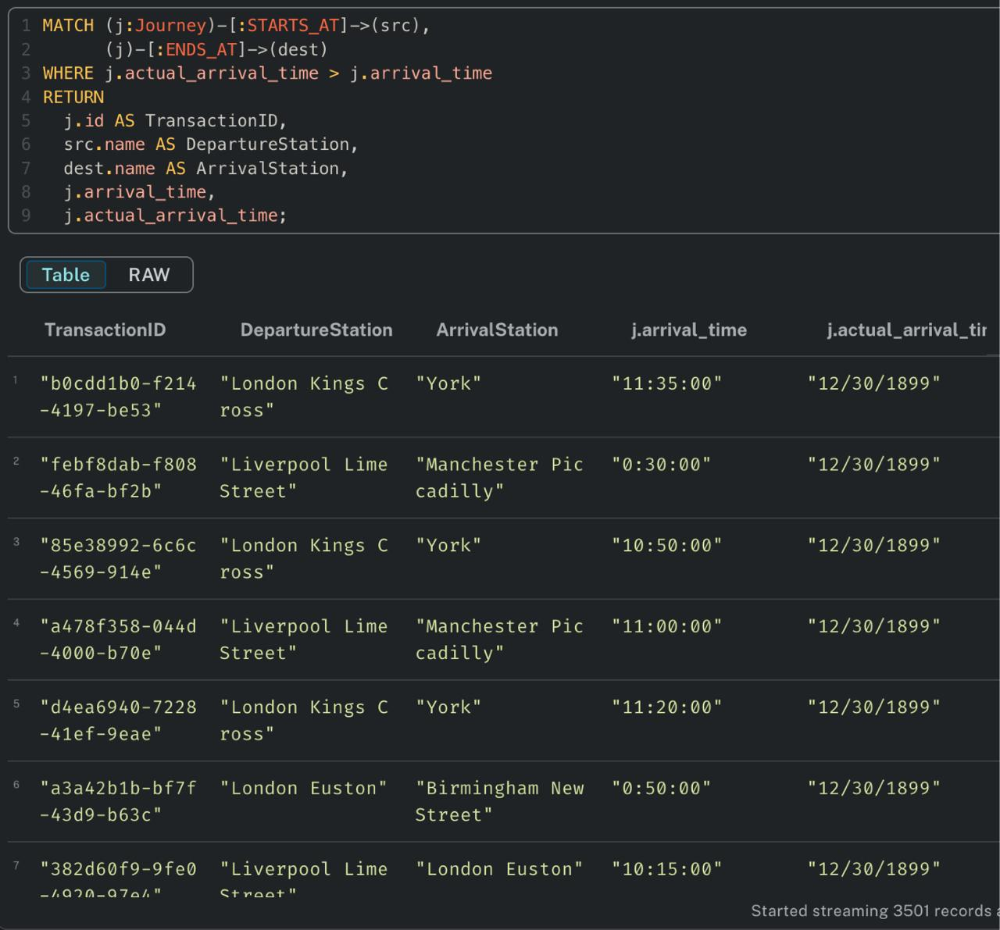 1 MATCH (j:Journey)-[:STARTS_AT]->(src),
2 (j)-[:ENDS_AT]->(dest)
3 WHERE j.actual_arrival_time > j.arrival_time
4 RETURN
5 j.id AS TransactionID,
6 src.name AS DepartureStation,
7 dest.name AS ArrivalStation,
8 j.arrival_time,
9 j.actual_arrival_time;
Table RAW
TransactionID DepartureStation ArrivalStation j.arrival_time j.actual_arrival_tir
1 "b0cdd1b0-f214 "London Kings C "York" "11:35:00" "12/30/1899"
-4197-be53" ross"
2 "febf8dab-f808 "Liverpool Lime "Manchester Pic "0:30:00" "12/30/1899"
-46fa-bf2b" Street" cadilly"
3 "85e38992-6c6c "London Kings C "York" "10:50:00" "12/30/1899"
-4569-914e" ross"
4 "a478f358-044d "Liverpool Lime "Manchester Pic "11:00:00" "12/30/1899"
-4000-b70e" Street" cadilly"
5 "d4ea6940-7228 "London Kings C "York" "11:20:00" "12/30/1899"
-41ef-9eae" ross"
6 "a3a42b1b-bf7f "London Euston" "Birmingham New "0:50:00" "12/30/1899"
-43d9-b63c" Street"
7 "382d60f9-9fe0 "Liverpool Lime "London Euston" "10:15:00" "12/30/1899"
-4920-97e4" Street"
Started streaming 3501 records